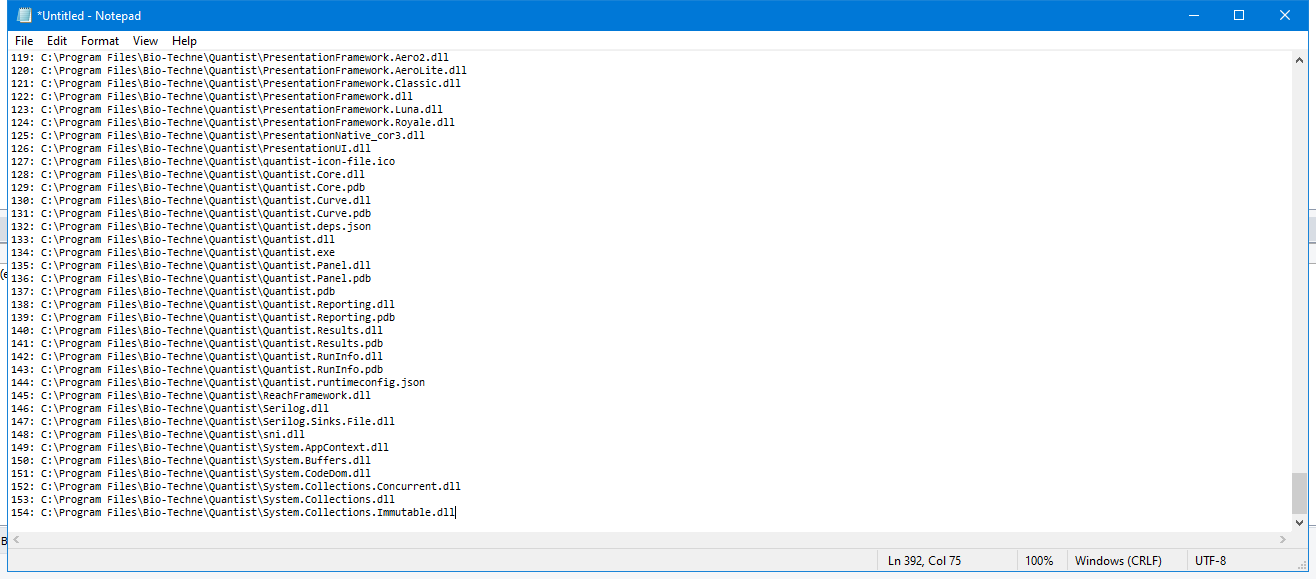 *Untitled - Notepad
File Edit Format View Help
119: C:\Program Files\Bio-Techne\Quantist\PresentationFramework.Aero2.dll
120: C:\Program Files\Bio-Techne\Quantist\PresentationFramework.AeroLite.dll
121: C:\Program Files\Bio-Techne\Quantist\PresentationFramework.Classic.dll
122: C:\Program Files\Bio-Techne\Quantist\PresentationFramework.dll
123: C:\Program Files\Bio-Techne\Quantist\PresentationFramework.Luna.dll
124: C:\Program Files\Bio-Techne\Quantist\PresentationFramework.Royale.dll
125: C:\Program Files\Bio-Techne\Quantist\PresentationNative_cor3.dll
126: C:\Program Files\Bio-Techne\Quantist\PresentationUI.dll
127: C:\Program Files\Bio-Techne\Quantist\quantist-icon-file.ico
128: C:\Program Files\Bio-Techne\Quantist\Quantist.Core.dll
129: C:\Program Files\Bio-Techne\Quantist\Quantist.Core.pdb
130: C:\Program Files\Bio-Techne\Quantist\Quantist.Curve.dll
131: C:\Program Files\Bio-Techne\Quantist\Quantist.Curve.pdb
132: C:\Program Files\Bio-Techne\Quantist\Quantist.deps.json
133: C:\Program Files\Bio-Techne\Quantist\Quantist.dll
134: C:\Program Files\Bio-Techne\Quantist\Quantist.exe
135: C:\Program Files\Bio-Techne\Quantist\Quantist.Panel.dll
136: C:\Program Files\Bio-Techne\Quantist\Quantist.Panel.pdb
137: C:\Program Files\Bio-Techne\Quantist\Quantist.pdb
138: C:\Program Files\Bio-Techne\Quantist\Quantist.Reporting.dll
139: C:\Program Files\Bio-Techne\Quantist\Quantist.Reporting.pdb
140: C:\Program Files\Bio-Techne\Quantist\Quantist.Results.dll
141: C:\Program Files\Bio-Techne\Quantist\Quantist.Results.pdb
142: C:\Program Files\Bio-Techne\Quantist\Quantist.RunInfo.dll
143: C:\Program Files\Bio-Techne\Quantist\Quantist.RunInfo.pdb
144: C:\Program Files\Bio-Techne\Quantist\Quantist.runtimeconfig.json
145: C:\Program Files\Bio-Techne\Quantist\ReachFramework.dll
146: C:\Program Files\Bio-Techne\Quantist\Serilog.dll
147: C:\Program Files\Bio-Techne\Quantist\Serilog.Sinks.File.dll
148: C:\Program Files\Bio-Techne\Quantist\sni.dll
149: C:\Program Files\Bio-Techne\Quantist\System.AppContext.dll
150: C:\Program Files\Bio-Techne\Quantist\System.Buffers.dll
151: C:\Program Files\Bio-Techne\Quantist\System.CodeDom.dll
152: C:\Program Files\Bio-Techne\Quantist\System.Collections.Concurrent.dll
153: C:\Program Files\Bio-Techne\Quantist\System.Collections.dll
154: C:\Program Files\Bio-Techne\Quantist\System.Collections.Immutable.dll
Ln 392, Col 75 100% Windows (CRLF) UTF-8